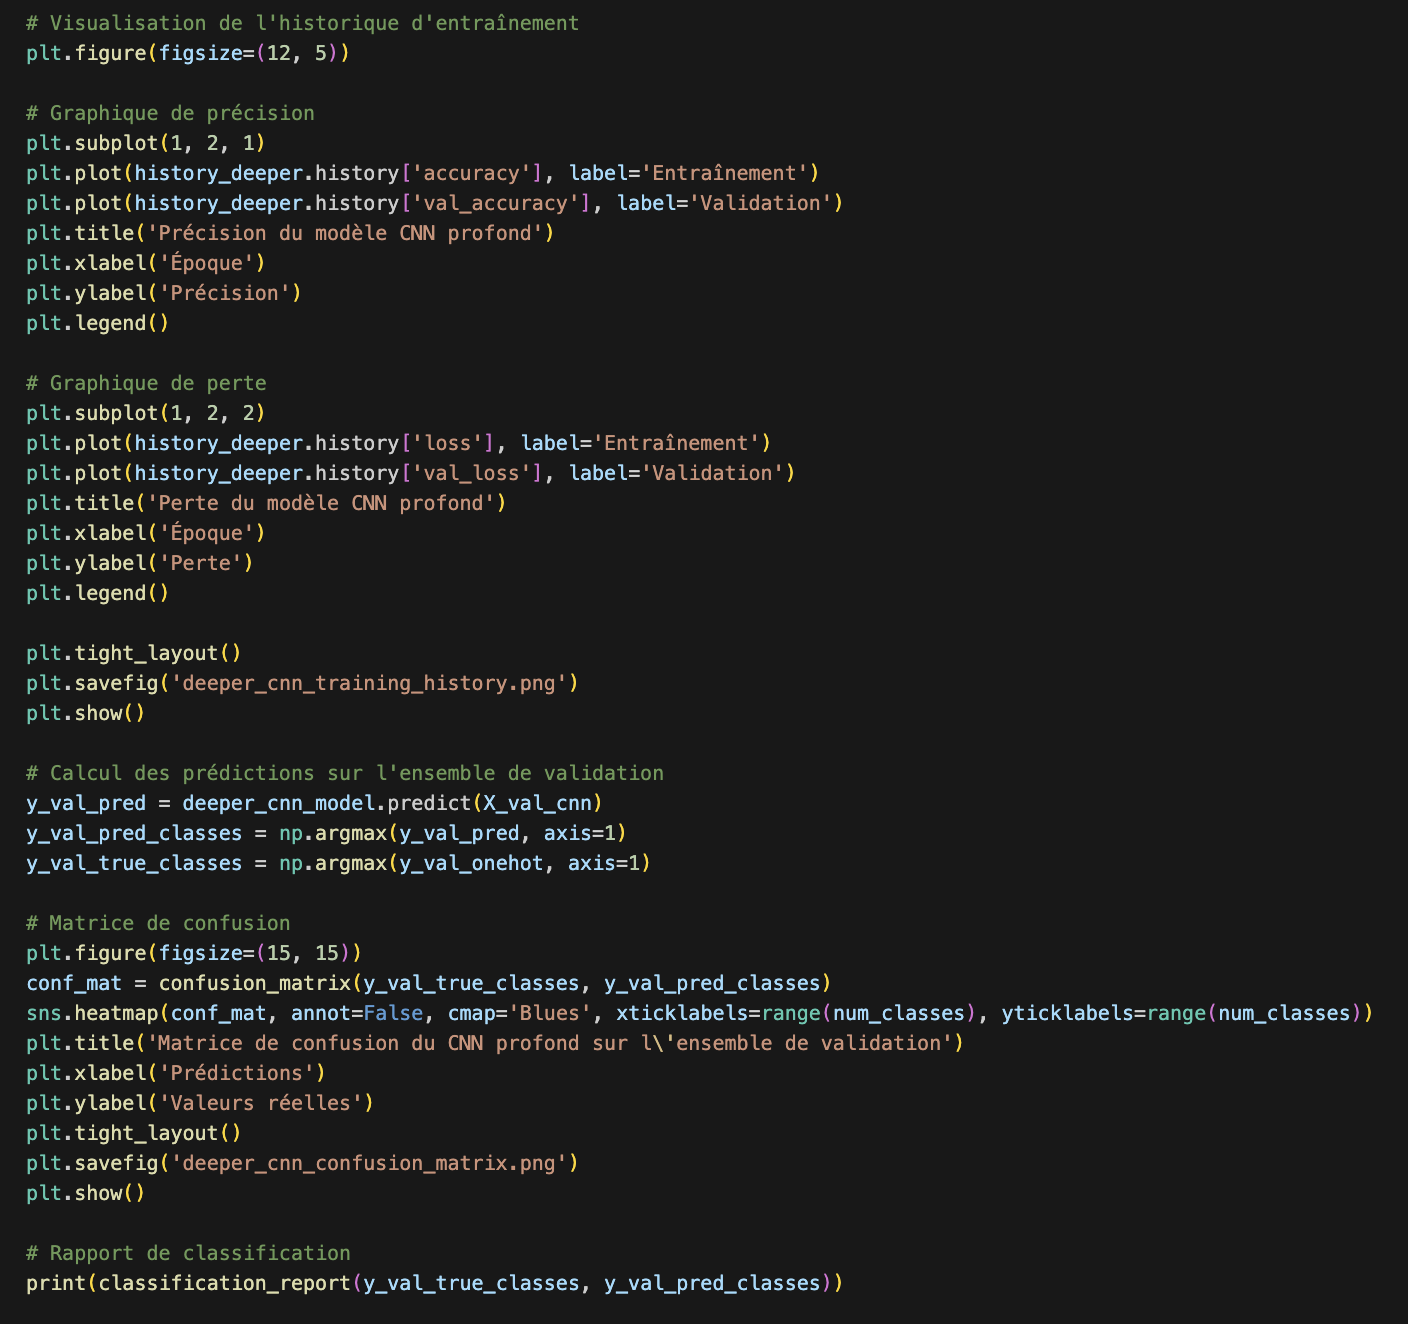 # Visualisation de l'historique d'entraînement
plt.figure(figsize=(12, 5))
# Graphique de précision
plt.subplot(1, 2, 1)
plt.plot(history_deeper.history['accuracy'], label='Entraînement')
plt.plot(history_deeper.history['val_accuracy'], label='Validation')
plt.title('Précision du modèle CNN profond')
plt.xlabel('Époque')
plt.ylabel('Précision')
plt.legend()
# Graphique de perte
plt.subplot(1, 2, 2)
plt.plot(history_deeper.history['loss'], label='Entraînement')
plt.plot(history_deeper.history['val_loss'], label='Validation')
plt.title('Perte du modèle CNN profond')
plt.xlabel('Époque')
plt.ylabel('Perte')
plt.legend()
plt.tight_layout()
plt.savefig('deeper_cnn_training_history.png')
plt.show()
# Calcul des prédictions sur l'ensemble de validation
y_val_pred = deeper_cnn_model.predict(X_val_cnn)
y_val_pred_classes = np.argmax(y_val_pred, axis=1)
y_val_true_classes = np.argmax(y_val_onehot, axis=1)
# Matrice de confusion
plt.figure(figsize=(15, 15))
conf_mat = confusion_matrix(y_val_true_classes, y_val_pred_classes)
sns.heatmap(conf_mat, annot=False, cmap='Blues', xticklabels=range(num_classes), yticklabels=range(num_classes))
plt.title('Matrice de confusion du CNN profond sur l\'ensemble de validation')
plt.xlabel('Prédictions')
plt.ylabel('Valeurs réelles')
plt.tight_layout()
plt.savefig('deeper_cnn_confusion_matrix.png')
plt.show()
# Rapport de classification
print(classification_report(y_val_true_classes, y_val_pred_classes))